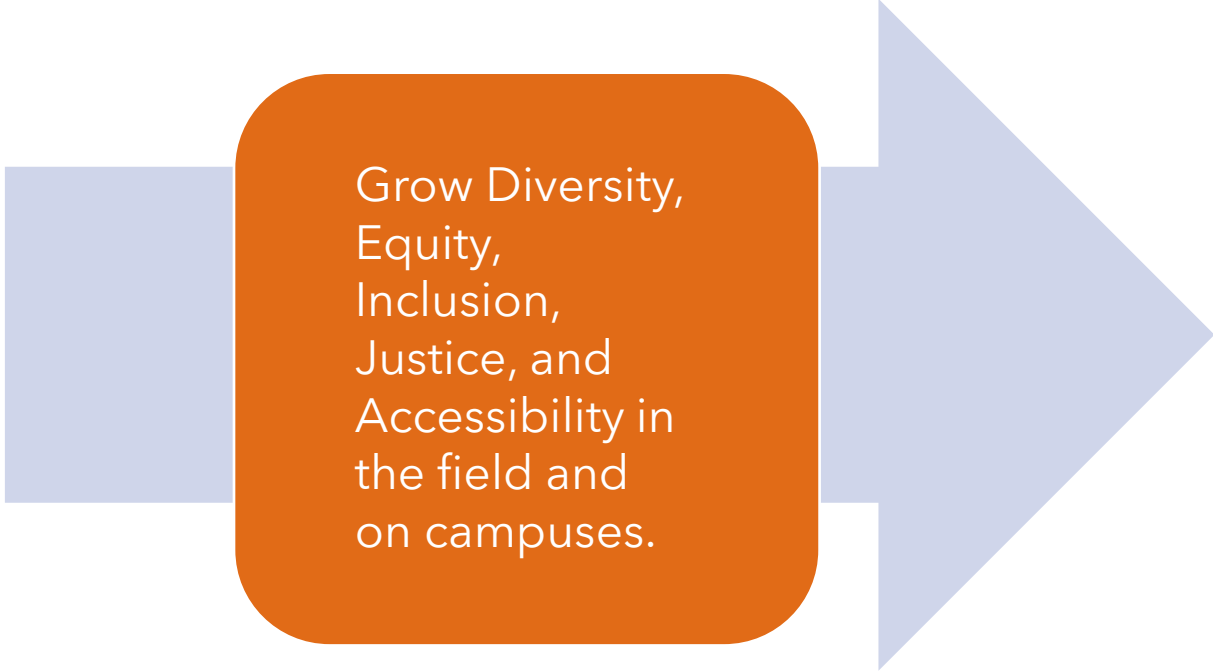 Grow Diversity,
Equity,
Inclusion,
Justice, and
Accessibility in
the field and
on campuses.